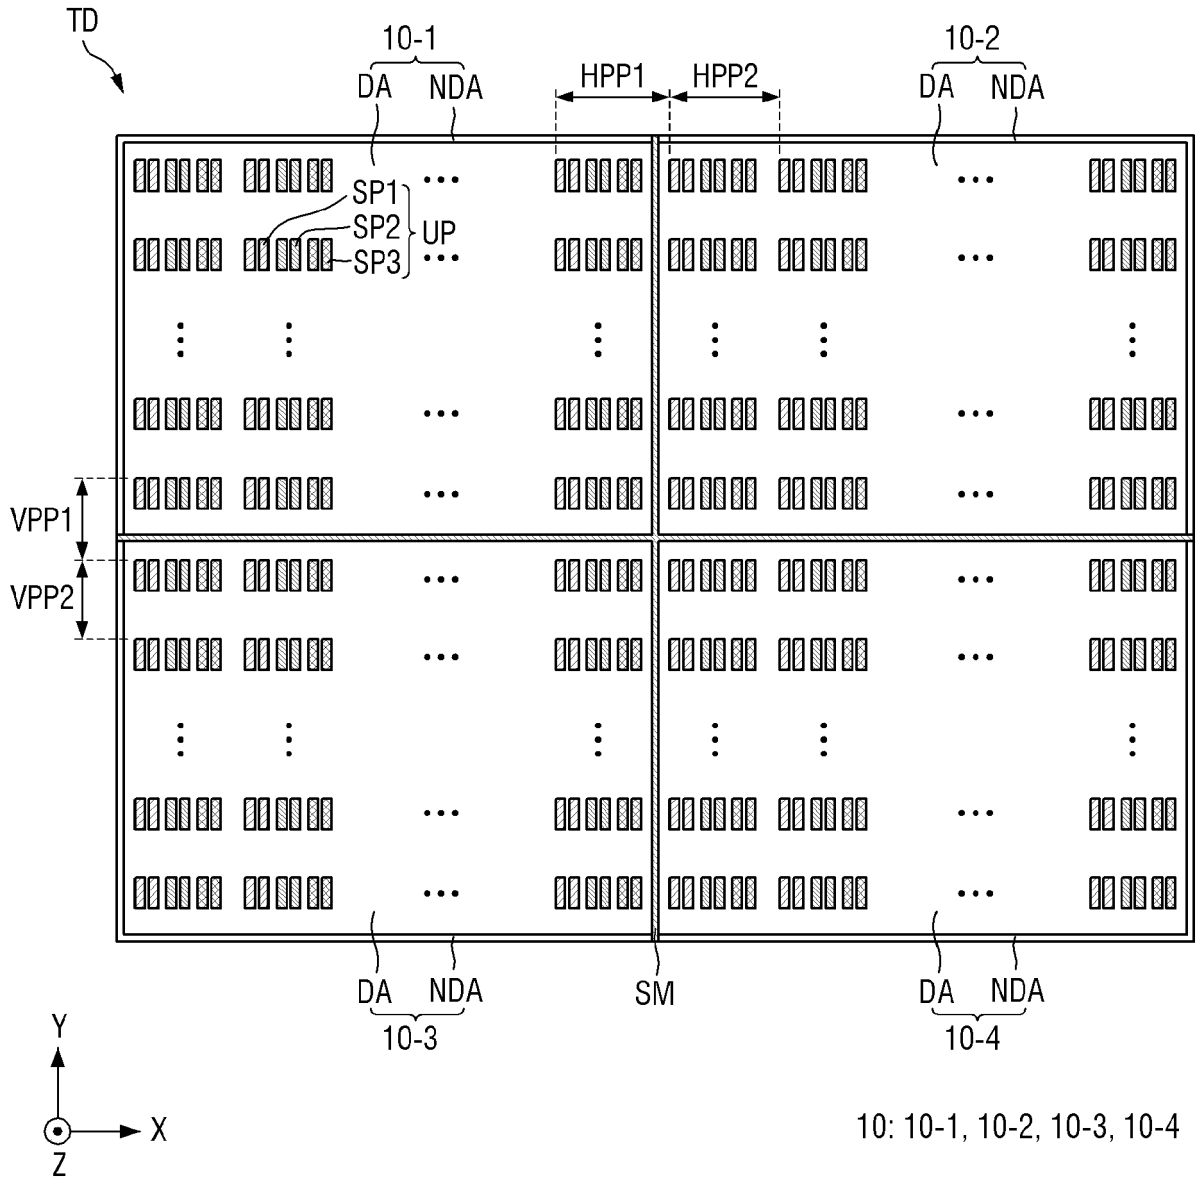 TD
10-1
10-2
DA NDA
HPP1 HPP2
DA NDA
SP1
SP2
SP3
UP
VPP1
VPP2
DA NDA
SM
DA NDA
10-3
10-4
Y
X
Z
10: 10-1, 10-2, 10-3, 10-4